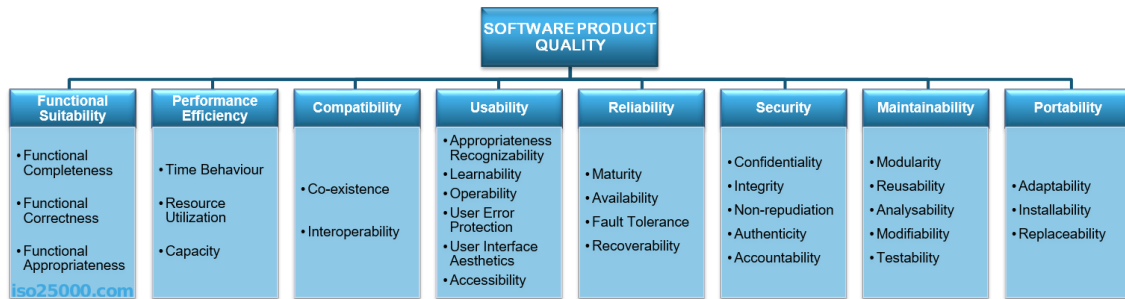 SOFTWARE PRODUCT
QUALITY
Functional
Suitability
• Functional
Completeness
• Functional
Correctness
• Functional
Appropriateness
Performance
Efficiency
• Time Behaviour
• Resource
Utilization
• Capacity
Compatibility
• Co-existence
• Interoperability
Usability
• Appropriateness
Recognizability
• Learnability
• Operability
• User Error
Protection
• User Interface
Aesthetics
• Accessibility
Reliability
• Maturity
• Availability
• Fault Tolerance
• Recoverability
Security
• Confidentiality
• Integrity
• Non-repudiation
• Authenticity
• Accountability
Maintainability
• Modularity
• Reusability
• Analysability
• Modifiability
• Testability
Portability
• Adaptability
• Installability
• Replaceability
iso25000.com